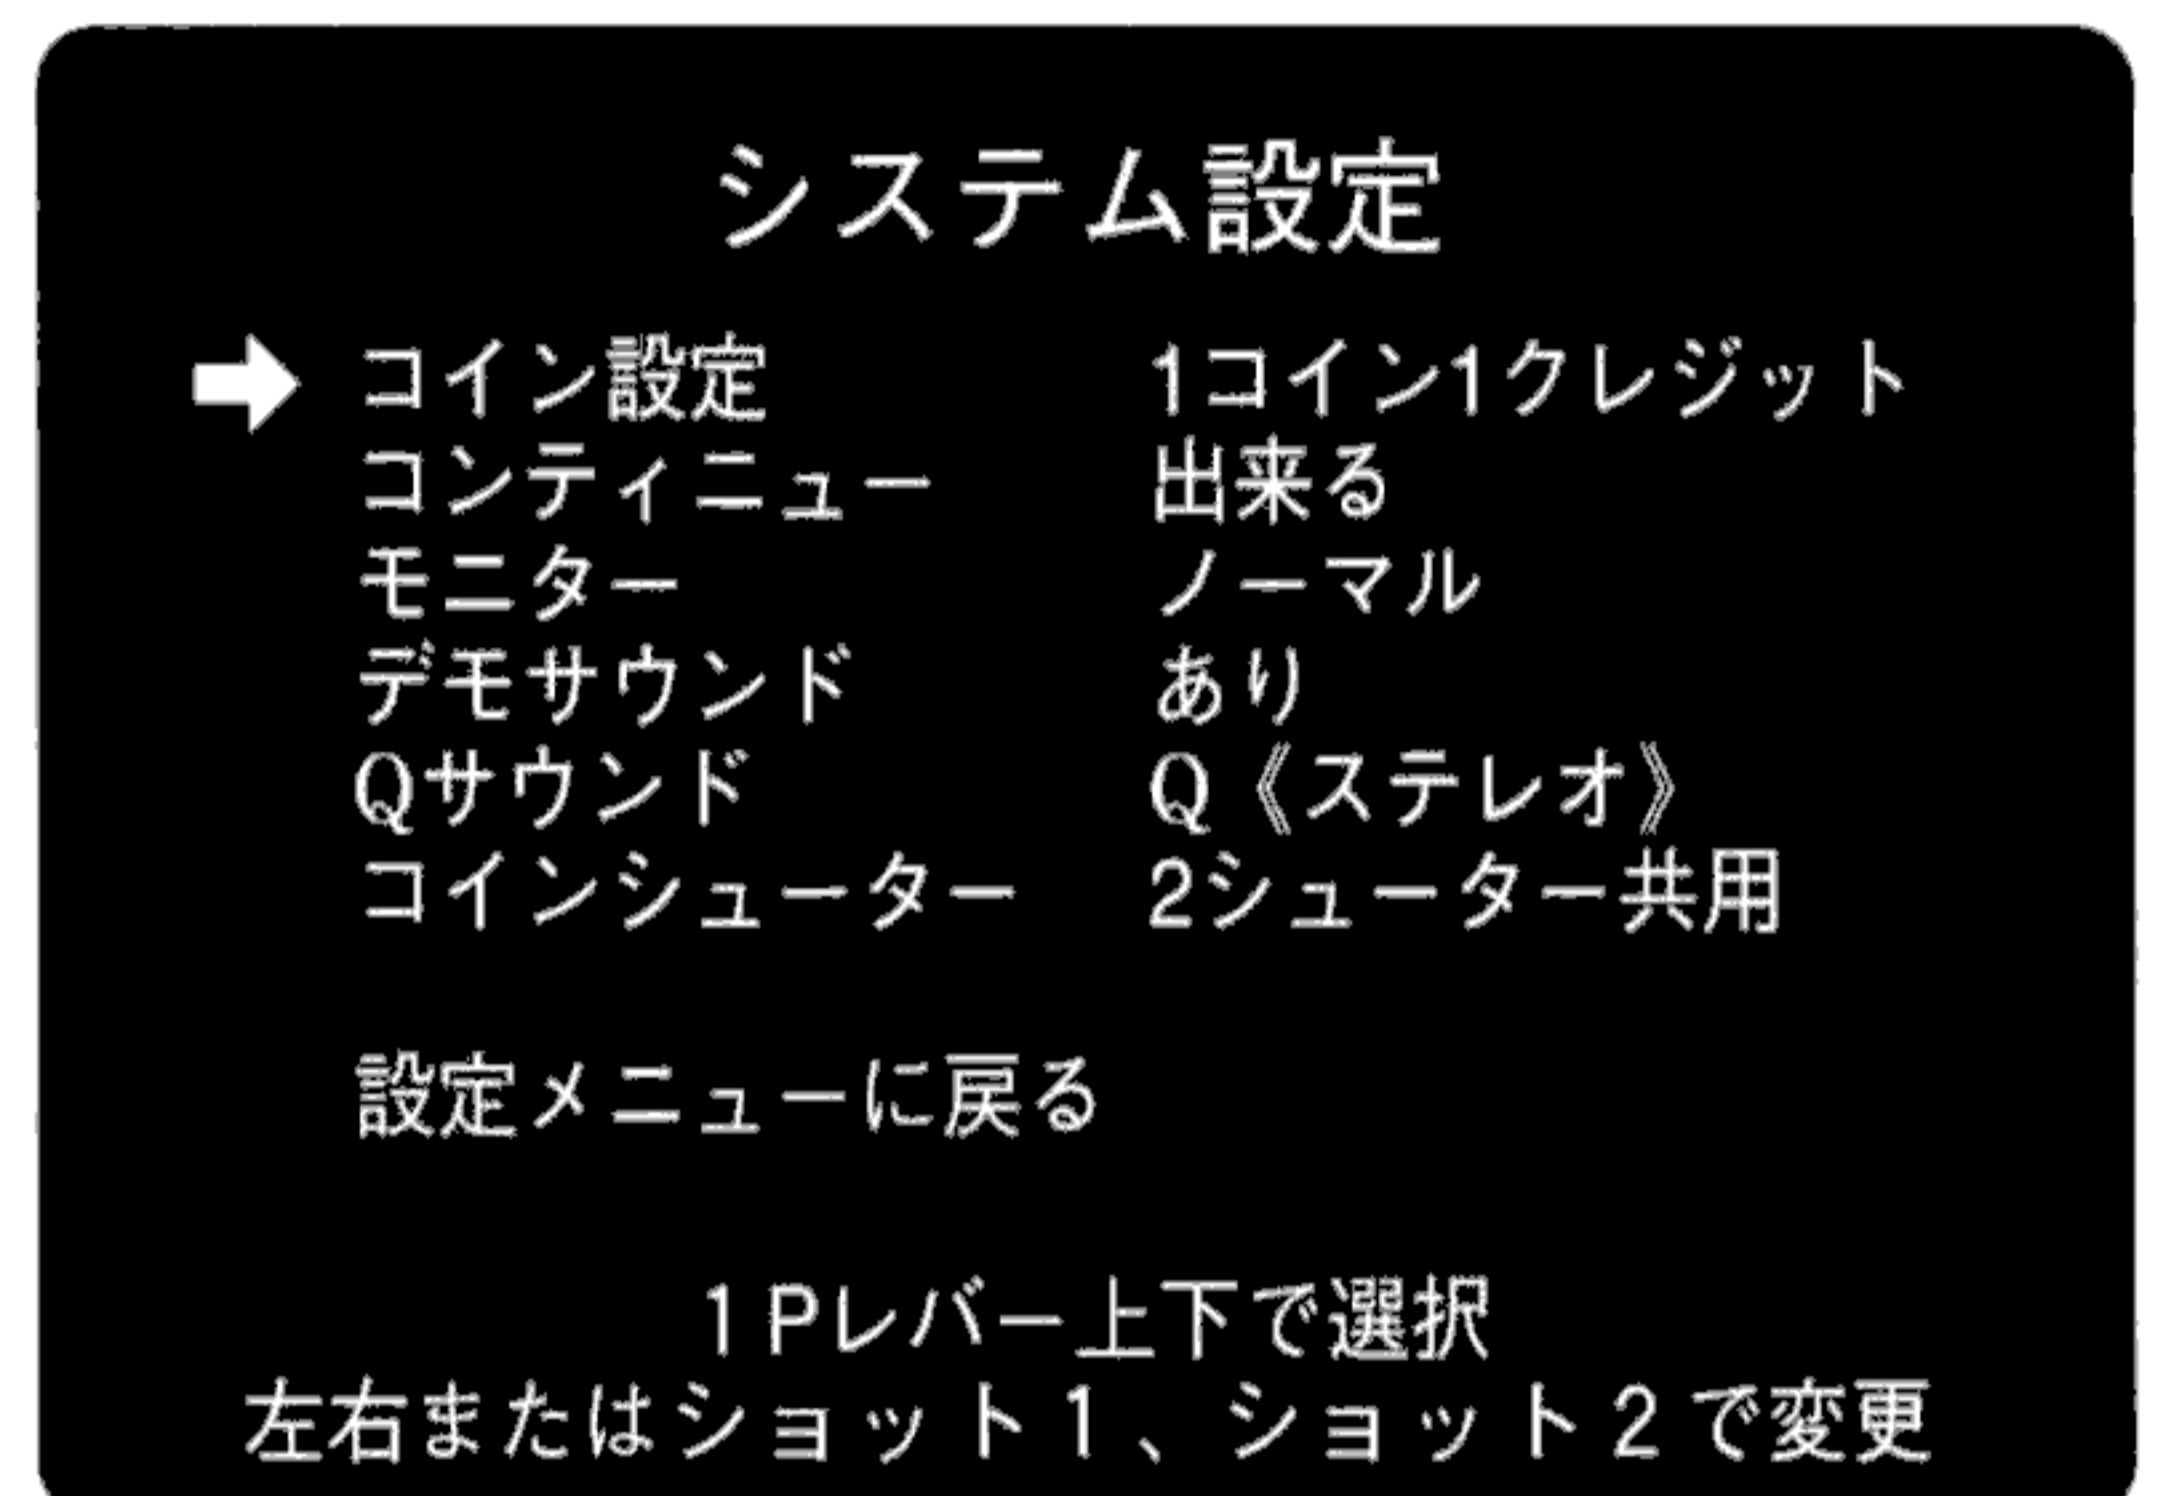 システム設定
コイン設定 1コイン1クレジット
コンティニュー 出来る
モニター ノーマル
デモサウンド あり
Qサウンド Q《ステレオ》
コインシューター 2シューター共用
設定メニューに戻る
1Pレバー上下で選択
左右またはショット1、ショット2で変更